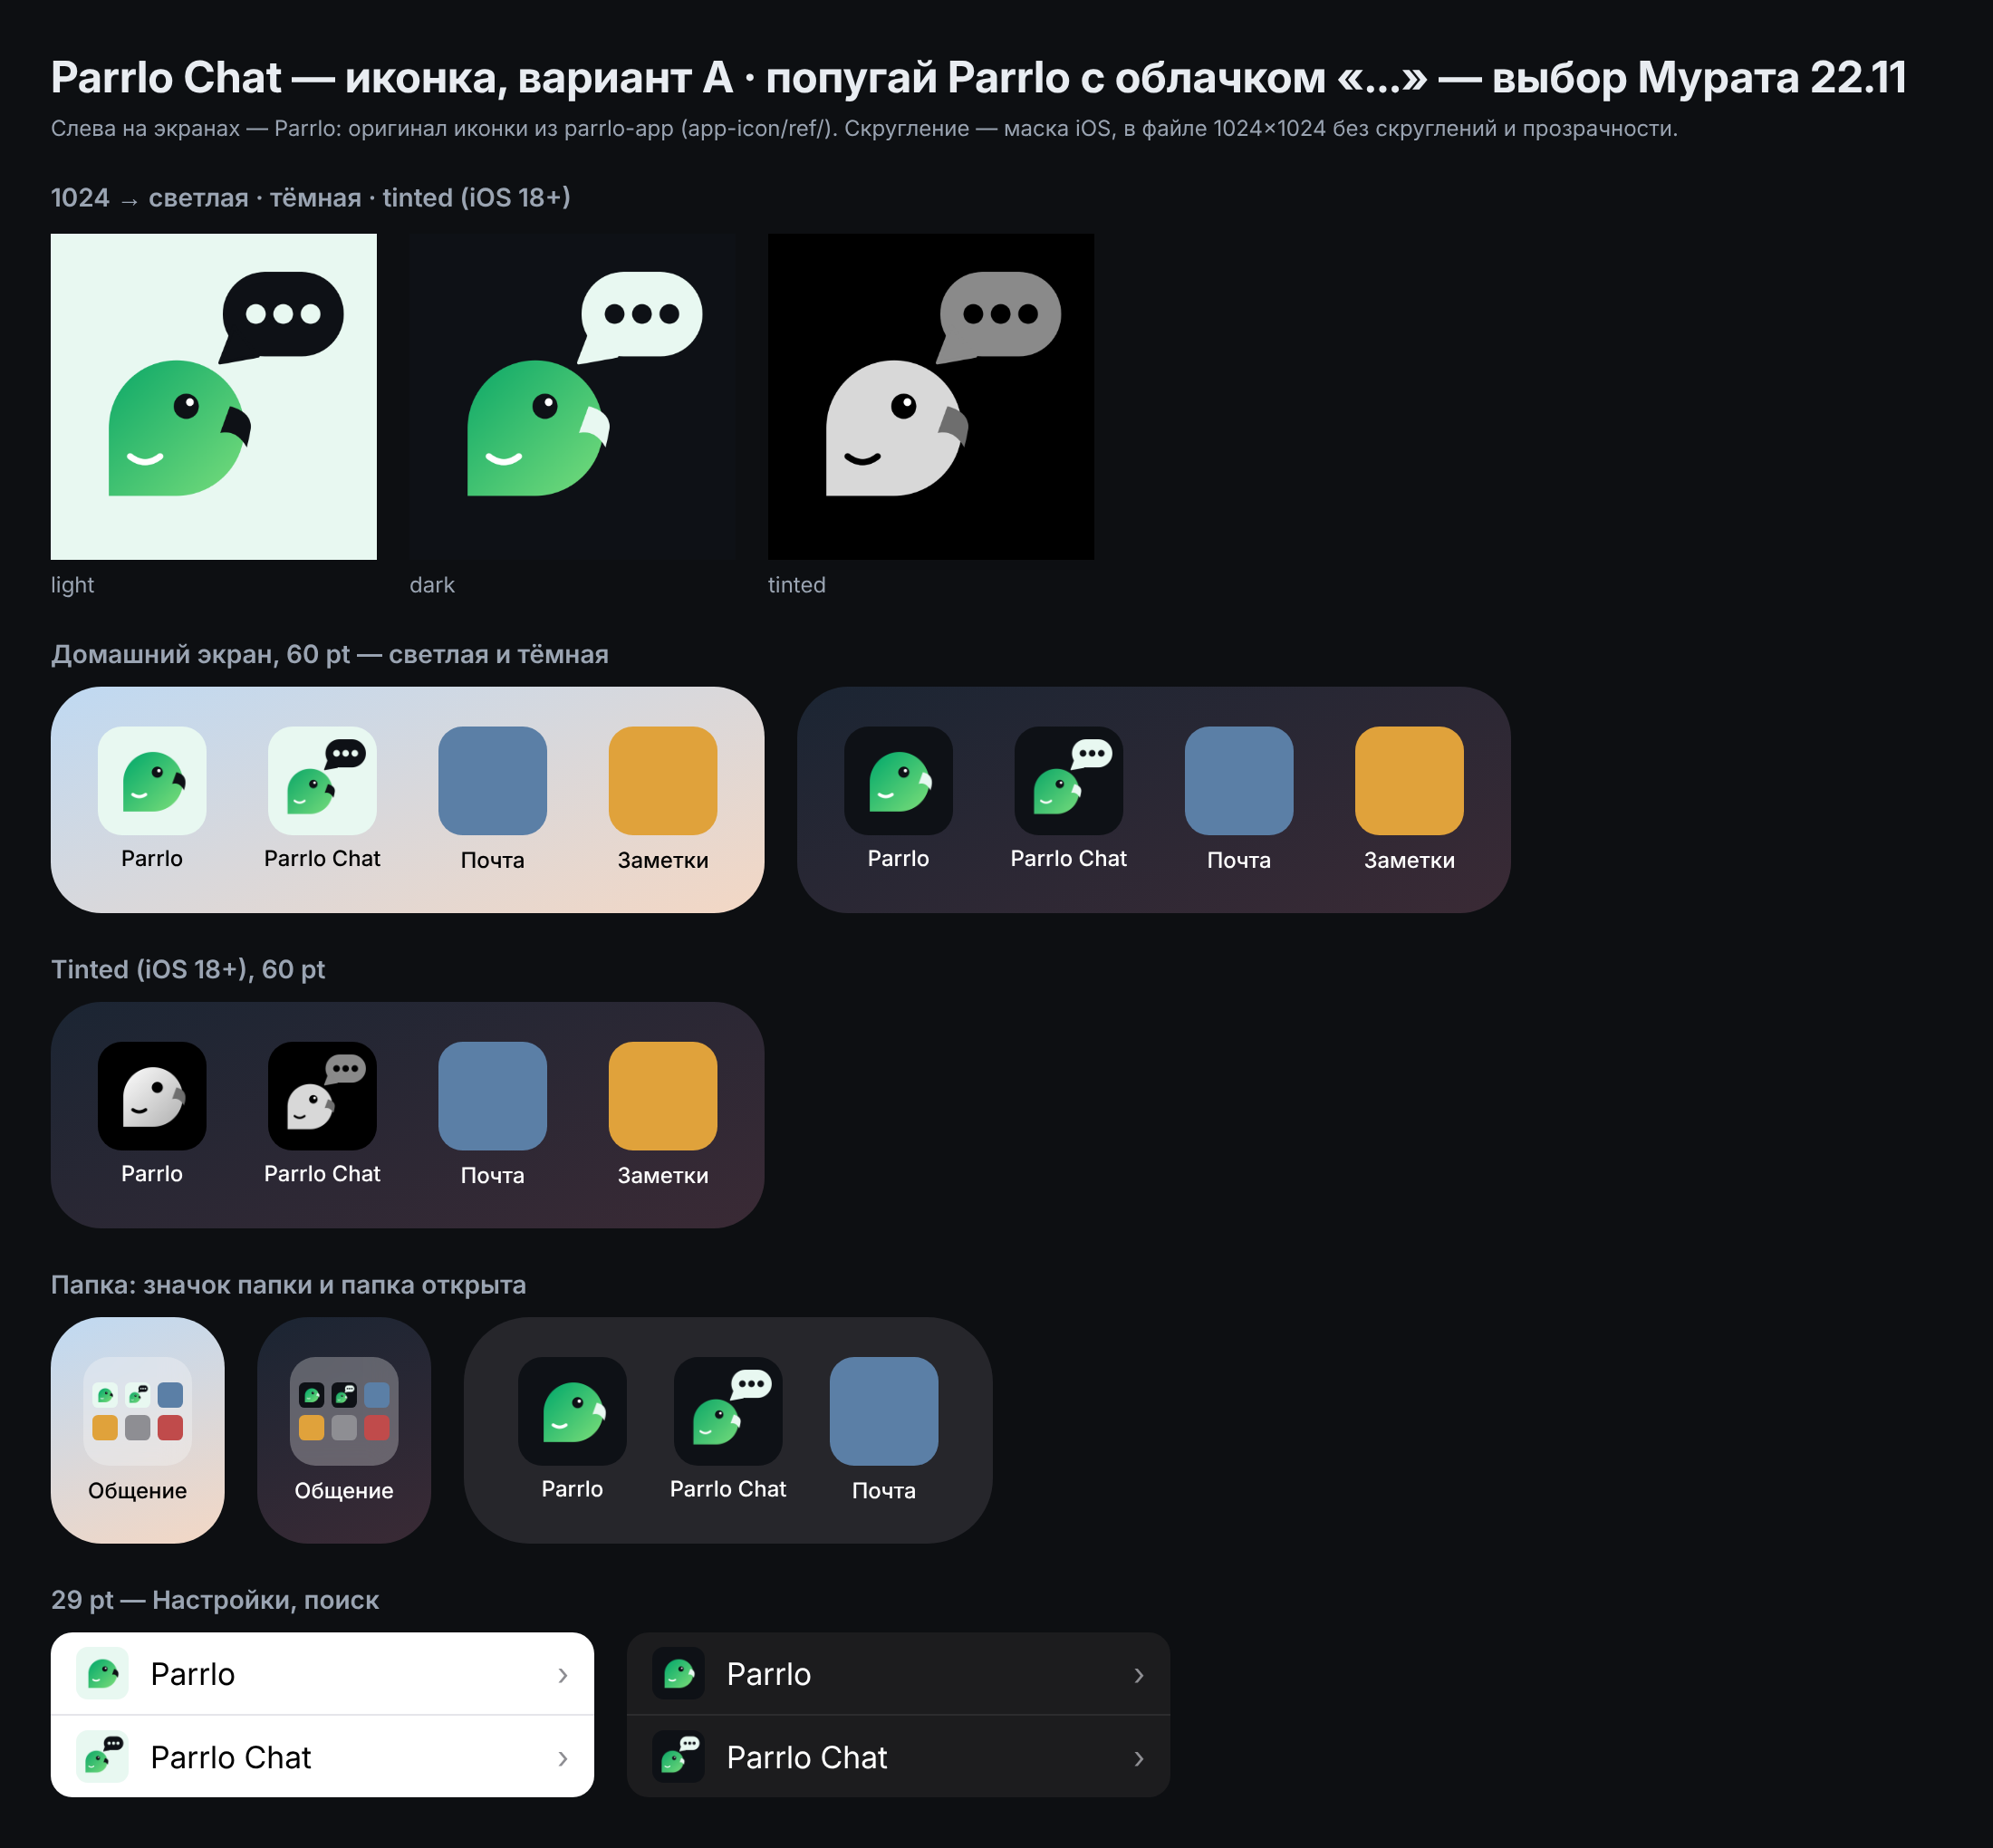 Parrlo Chat — иконка, вариант A · попугай Parrlo с облачком «…» — выбор Мурата 22.11
Слева на экранах — Parrlo: оригинал иконки из parrlo-app (app-icon/ref/). Скругление — маска iOS, в файле 1024×1024 без скруглений и прозрачности.
1024 → светлая · тёмная · tinted (iOS 18+)
light
dark
tinted
Домашний экран, 60 pt — светлая и тёмная
Parrlo
Parrlo Chat
Почта
Заметки
Parrlo
Parrlo Chat
Почта
Заметки
Tinted (iOS 18+), 60 pt
Parrlo
Parrlo Chat
Почта
Заметки
Папка: значок папки и папка открыта
Общение
Общение
Parrlo
Parrlo Chat
Почта
29 pt — Настройки, поиск
Parrlo
Parrlo Chat
Parrlo
Parrlo Chat